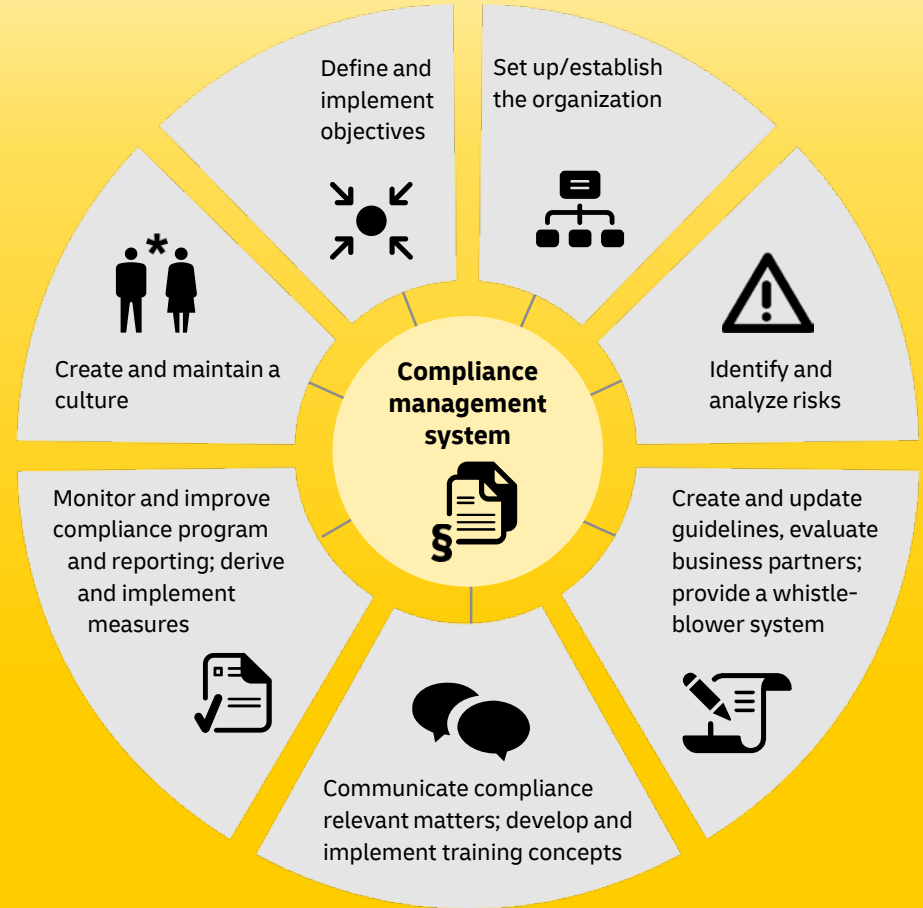 Define and
implement
objectives
Set up/establish
the organization
Identify and
analyze risks
Create and update
guidelines, evaluate
business partners;
provide a whistle-
blower system
Communicate compliance
relevant matters; develop and
implement training concepts
Monitor and improve
compliance program
and reporting; derive
and implement
measures
Create and maintain a
culture
*
Compliance
management
system
§